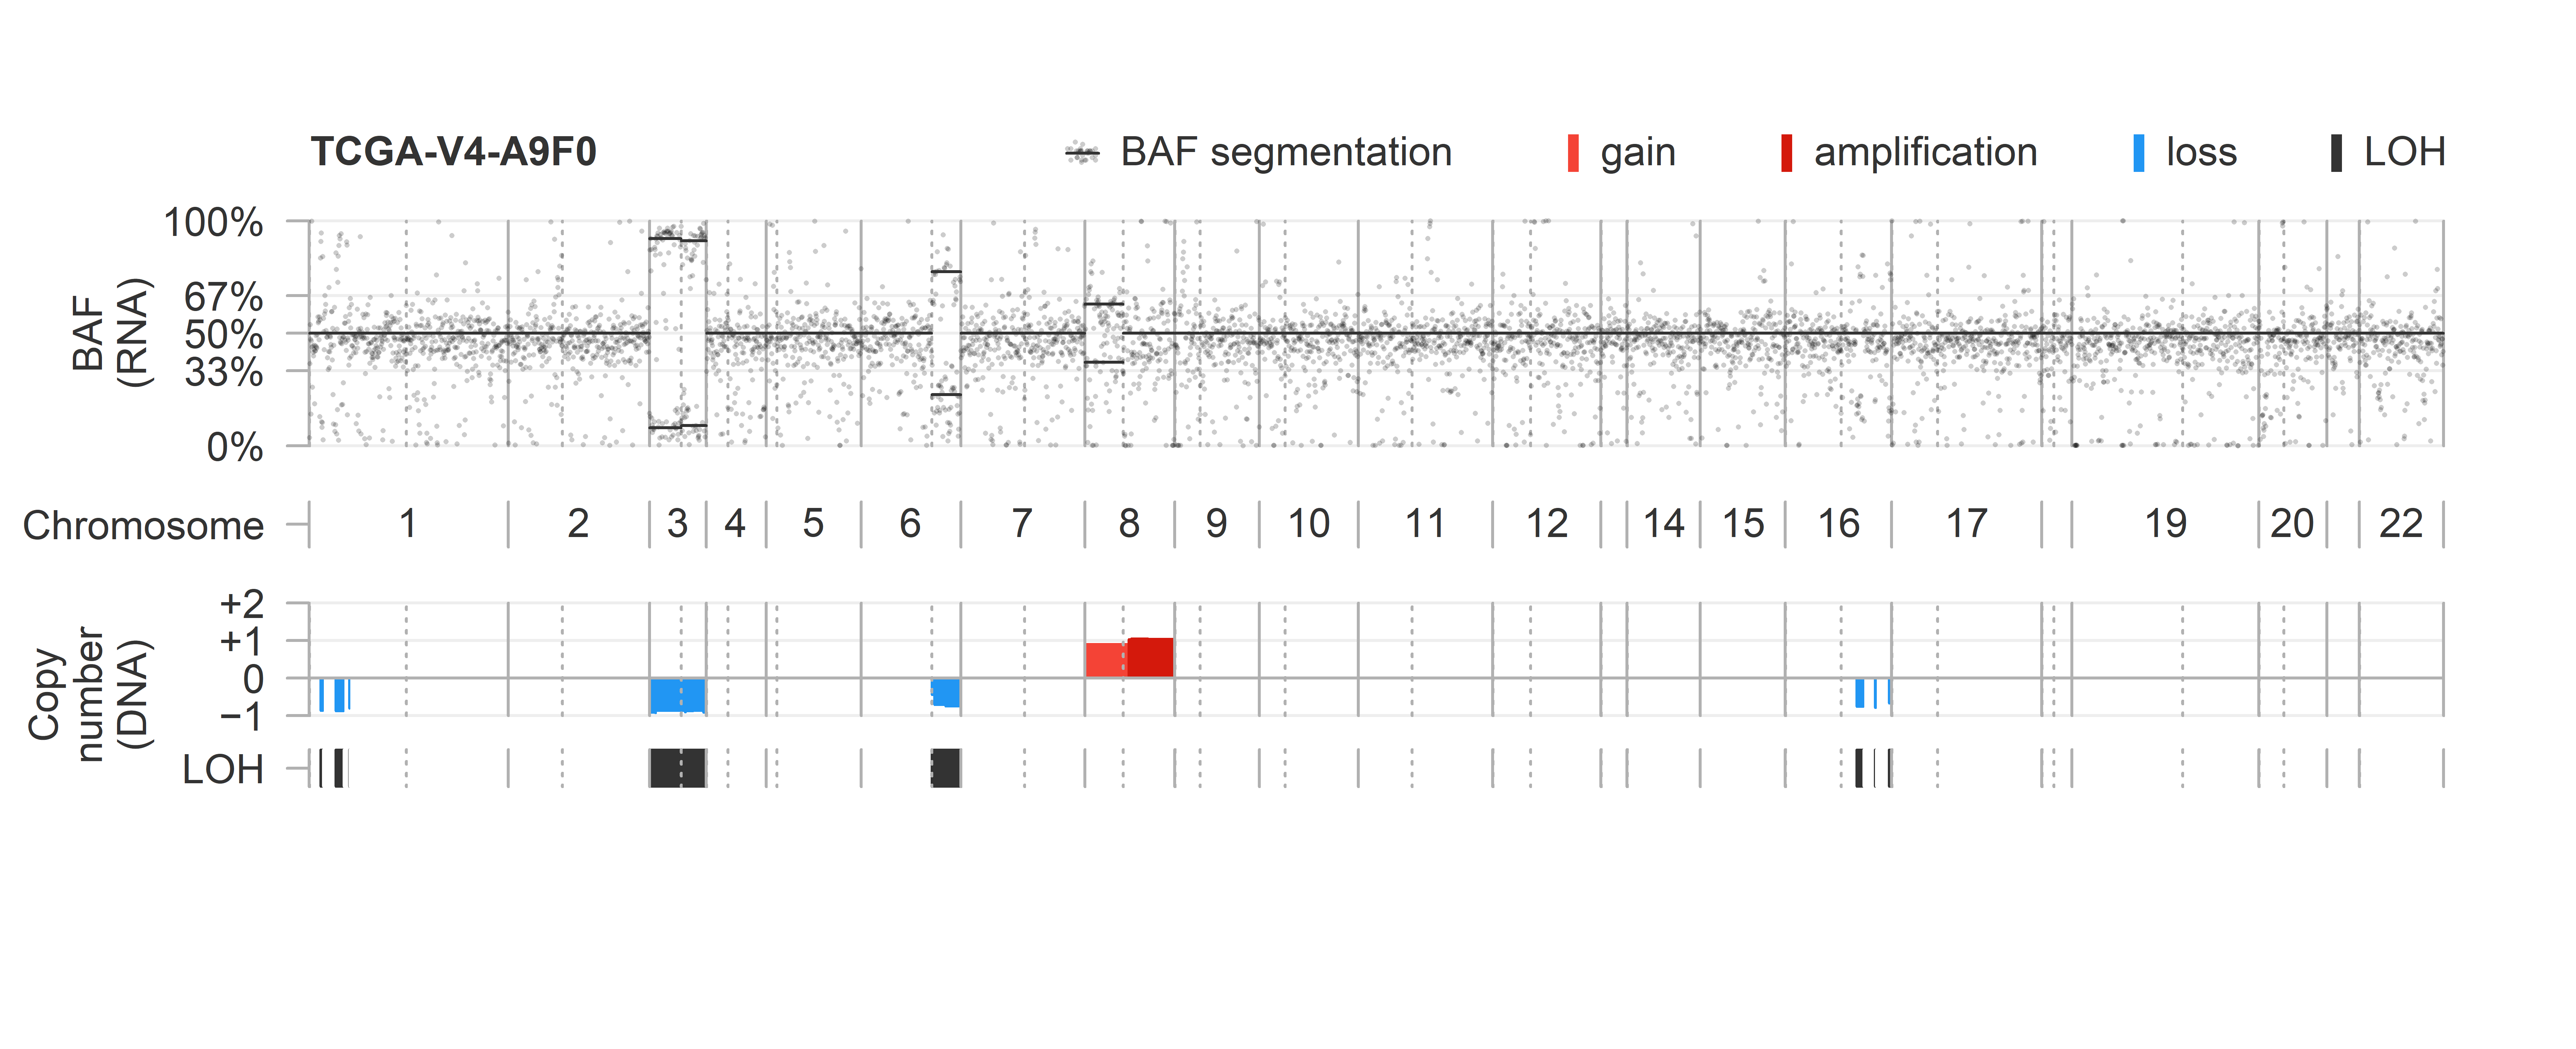 TCGA-V4-A9F0
BAF segmentation
gain
amplification
loss
LOH
BAF
(RNA)
100%
67%
50%
33%
0%
Chromosome
1 2 3 4 5 6 7 8 9 10 11 12 14 15 16 17 19 20 22
Copy
number
(DNA)
+2
+1
0
−1
LOH